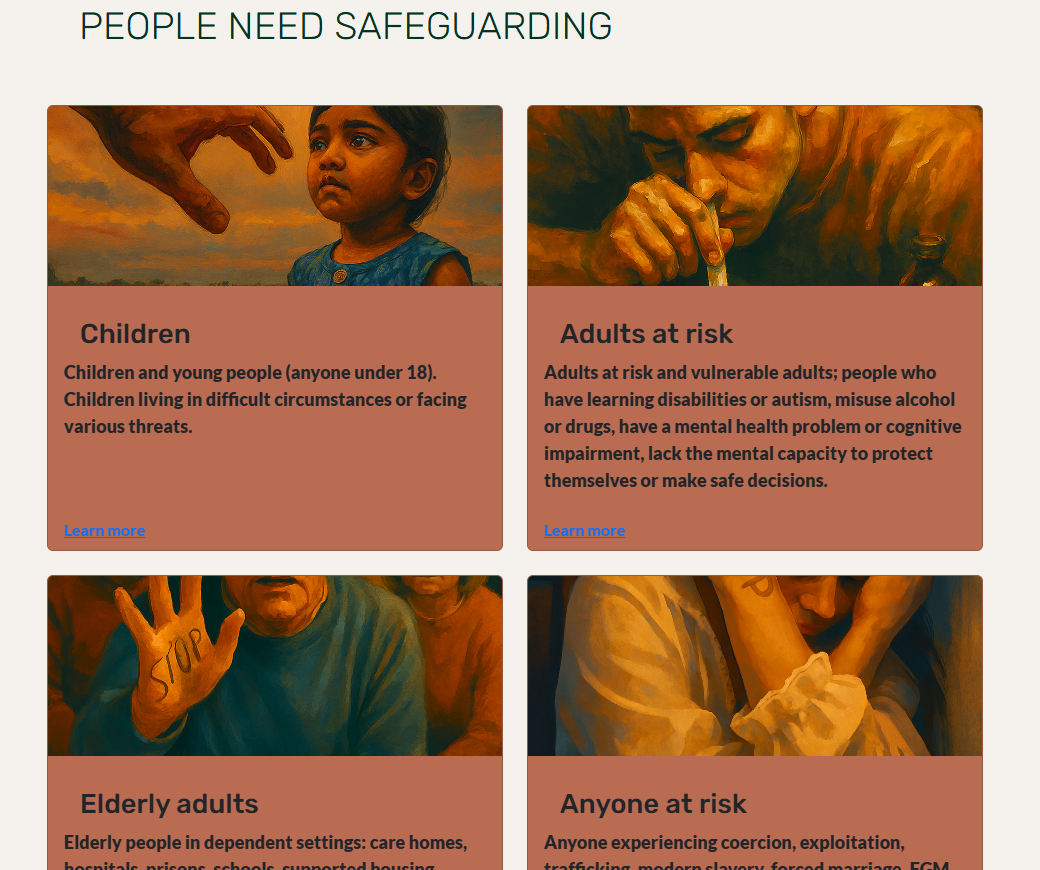 PEOPLE NEED SAFEGUARDING
Children
Children and young people (anyone under 18).
Children living in difficult circumstances or facing
various threats.
Learn more
Adults at risk
Adults at risk and vulnerable adults; people who
have learning disabilities or autism, misuse alcohol
or drugs, have a mental health problem or cognitive
impairment, lack the mental capacity to protect
themselves or make safe decisions.
Learn more
STOP
Elderly adults
Elderly people in dependent settings: care homes,
hospitals, prisons, schools, supported housing
Anyone at risk
Anyone experiencing coercion, exploitation,
trafficking, modern slavery, forced marriage, FGM